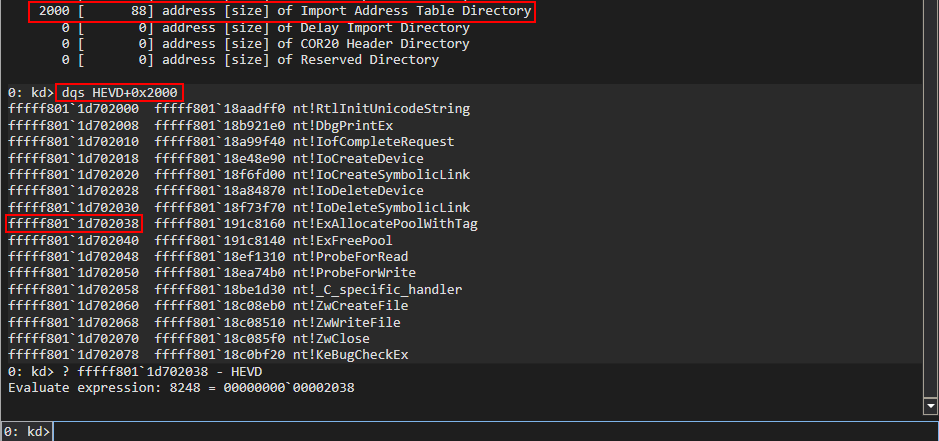 2000 [      88] address [size] of Import Address Table Directory
0 [       0] address [size] of Delay Import Directory
0 [       0] address [size] of COR20 Header Directory
0 [       0] address [size] of Reserved Directory
0: kd> dqs HEVD+0x2000
fffff801`1d702000  fffff801`18aadff0 nt!RtlInitUnicodeString
fffff801`1d702008  fffff801`18b921e0 nt!DbgPrintEx
fffff801`1d702010  fffff801`18a99f40 nt!IofCompleteRequest
fffff801`1d702018  fffff801`18e48e90 nt!IoCreateDevice
fffff801`1d702020  fffff801`18f6fd00 nt!IoCreateSymbolicLink
fffff801`1d702028  fffff801`18a84870 nt!IoDeleteDevice
fffff801`1d702030  fffff801`18f73f70 nt!IoDeleteSymbolicLink
fffff801`1d702038  fffff801`191c8160 nt!ExAllocatePoolWithTag
fffff801`1d702040  fffff801`191c8140 nt!ExFreePool
fffff801`1d702048  fffff801`18ef1310 nt!ProbeForRead
fffff801`1d702050  fffff801`18ea74b0 nt!ProbeForWrite
fffff801`1d702058  fffff801`18be1d30 nt!_C_specific_handler
fffff801`1d702060  fffff801`18c08eb0 nt!ZwCreateFile
fffff801`1d702068  fffff801`18c08510 nt!ZwWriteFile
fffff801`1d702070  fffff801`18c085f0 nt!ZwClose
fffff801`1d702078  fffff801`18c0bf20 nt!KeBugCheckEx
0: kd> ? fffff801`1d702038 - HEVD
Evaluate expression: 8248 = 00000000`00002038
0: kd>